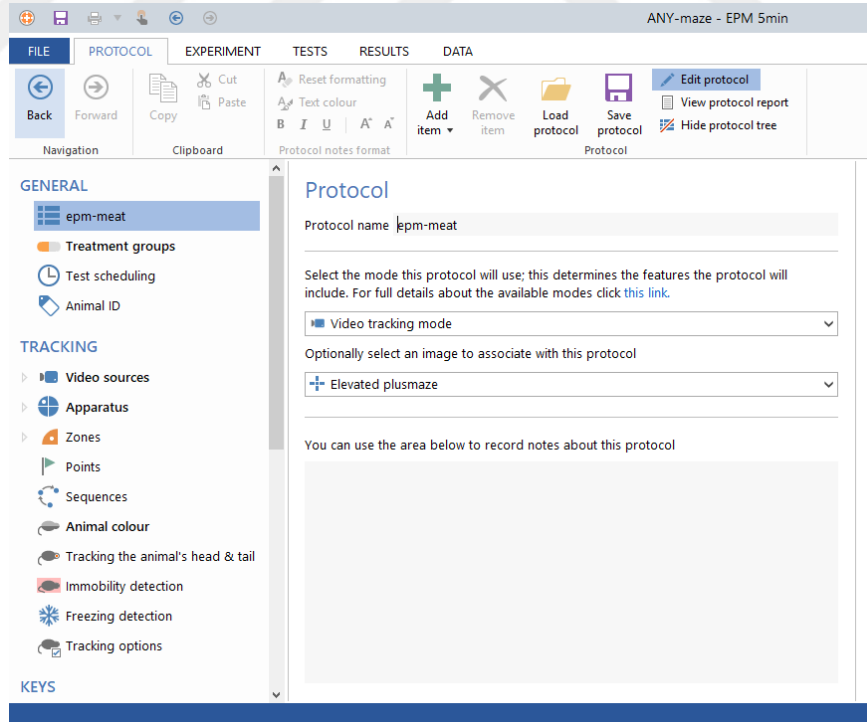 ANY-maze - EPM 5min
FILE PROTOCOL EXPERIMENT TESTS RESULTS DATA
Back Forward
Navigation
Copy Cut
Paste
Clipboard
Reset formatting
Text colour
B I U A A
Protocol notes format
Add item
Remove item
Load protocol
Save protocol
Edit protocol
View protocol report
Hide protocol tree
Protocol
GENERAL
epm-meat
Treatment groups
Test scheduling
Animal ID
TRACKING
Video sources
Apparatus
Zones
Points
Sequences
Animal colour
Tracking the animal's head & tail
Immobility detection
Freezing detection
Tracking options
KEYS
Protocol
Protocol name epm-meat
Select the mode this protocol will use; this determines the features the protocol will
include. For full details about the available modes click this link.
Video tracking mode
Optionally select an image to associate with this protocol
Elevated plusmaze
You can use the area below to record notes about this protocol